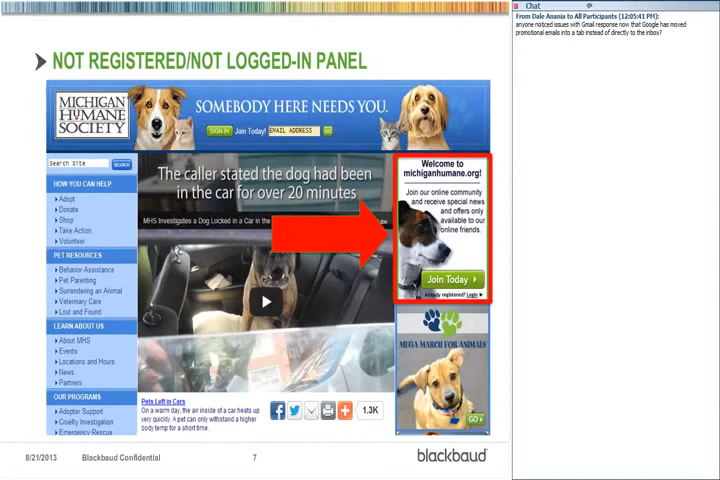 Chat
From Dale Anania to All Participants (12:05:41 PM):
anyone noticed issues with Gmail response now that Google has moved
promotional emails into a tab instead of directly to the inbox?
NOT REGISTERED/NOT LOGGED-IN PANEL
MICHIGAN
HUMANE
SOCIETY
SOMEBODY HERE NEEDS YOU.
SIGN IN Join Today! EMAIL ADDRESS GO
Search Site SEARCH
HOW YOU CAN HELP
Adopt
Donate
Shop
Take Action
Volunteer
PET RESOURCES
Behavior Assistance
Pet Parenting
Surrendering an Animal
Veterinary Care
Lost and Found
LEARN ABOUT US
About MHS
Events
Locations and Hours
News
Partners
OUR PROGRAMS
Adopter Support
Cruelty Investigation
Emergency Rescue
The caller stated the dog had been
in the car for over 20 minutes
MHS Investigates a Dog Locked in a Car in the
Pets Left in Cars
On a warm day, the air inside of a car heats up
very quickly. A pet can only withstand a higher
body temp for a short time.
1.3K
Welcome to
michiganhumane.org!
Join our online community
and receive special news
and offers only
available to our
online friends.
Join Today
Already registered? Login
MEGA MARCH FOR ANIMALS
GO
8/21/2013 Blackbaud Confidential 7 blackbaud